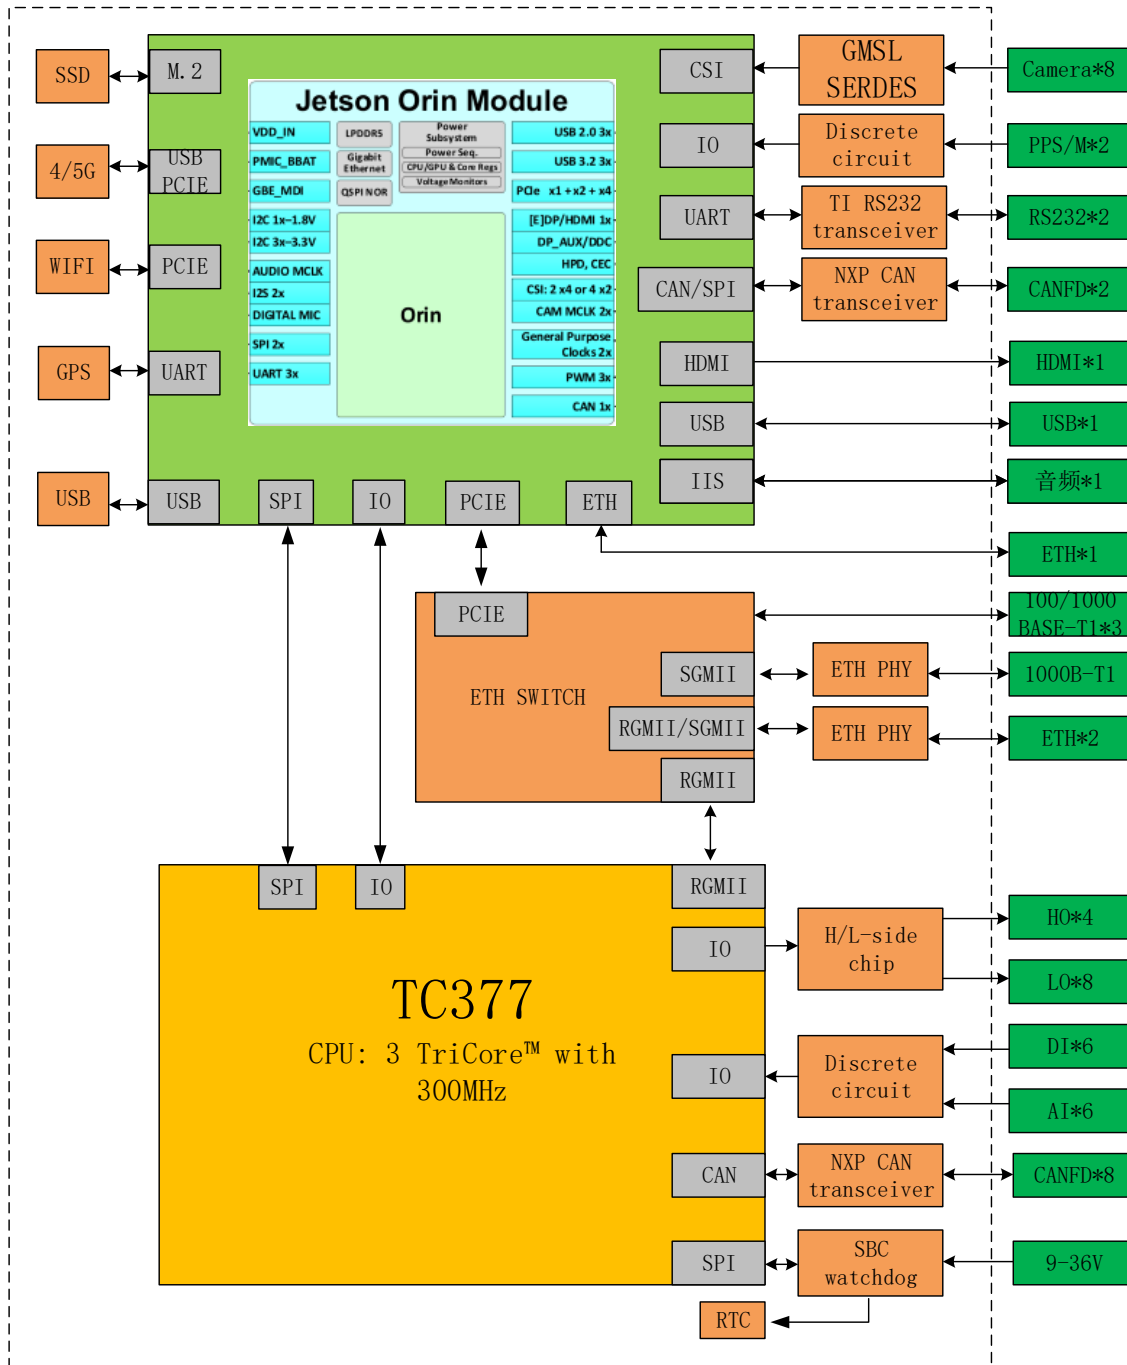 SSD
M.2
4/5G
USB
PCIE
WIFI
PCIE
GPS
UART
USB
USB
Jetson Orin Module
VDD_IN
PMIC_BBAT
GBE_MDI
I2C 1x-1.8V
I2C 3x-3.3V
AUDIO MCLK
I2S 2x
DIGITAL MIC
SPI 2x
UART 3x
LPDDR5
Gigabit
Ethernet
QSPI NOR
Power
Subsystem
Power Seq.
CPU/GPU & Core Regs
Voltage Monitors
Orin
USB 2.0 3x
USB 3.2 3x
PCIe x1 + x2 + x4
[E]DP/HDMI 1x
DP_AUX/DDC
HPD, CEC
CSI: 2 x4 or 4 x2
CAM MCLK 2x
General Purpose
Clocks 2x
PWM 3x
CAN 1x
CSI
GMSL
SERDES
Camera*8
IO
Discrete
circuit
PPS/M*2
UART
TI RS232
transceiver
RS232*2
CAN/SPI
NXP CAN
transceiver
CANFD*2
HDMI
HDMI*1
USB
USB*1
IIS
音频*1
SPI
IO
PCIE
ETH
ETH*1
PCIE
ETH SWITCH
100/1000
BASE-T1*3
SGMII
ETH PHY
1000B-T1
RGMII/SGMII
ETH PHY
ETH*2
RGMII
SPI
IO
RGMII
TC377
CPU: 3 TriCore™ with
300MHz
IO
H/L-side
chip
HO*4
LO*8
IO
Discrete
circuit
DI*6
AI*6
CAN
NXP CAN
transceiver
CANFD*8
SPI
SBC
watchdog
9-36V
RTC